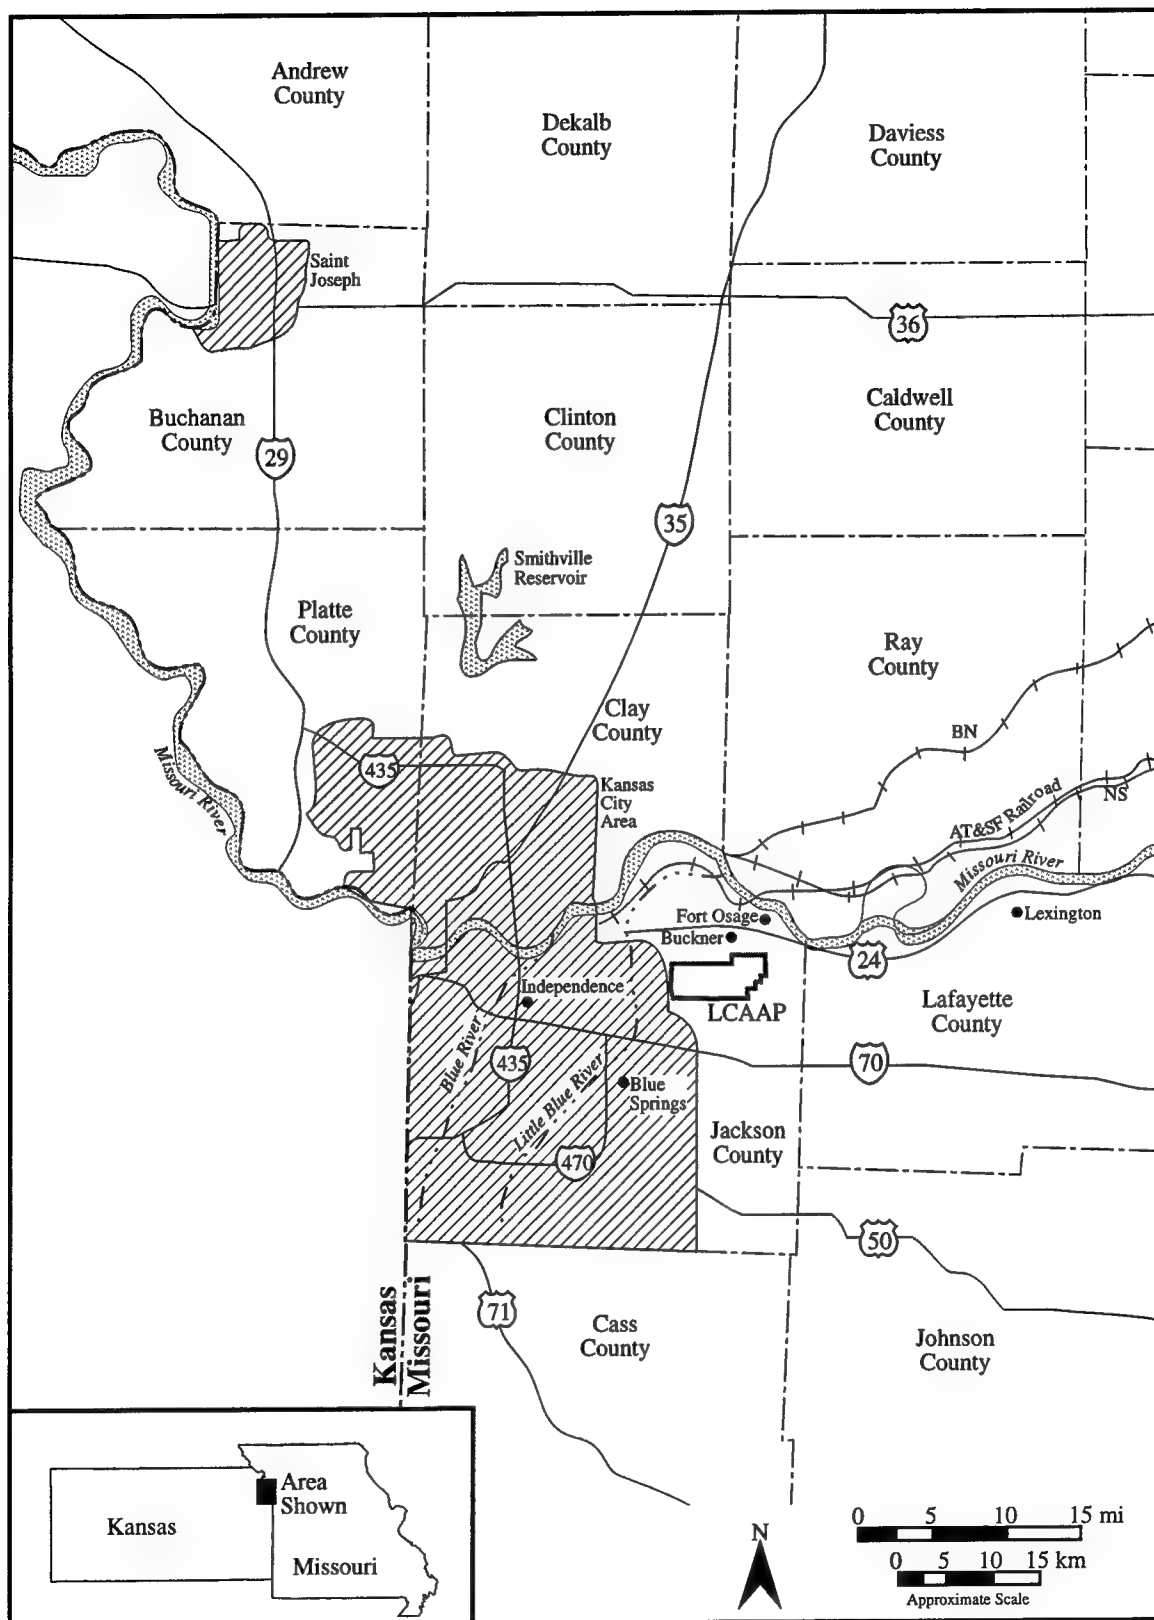 Andrew
County
Dekalb
County
Daviess
County
Saint
Joseph
36
Buchanan
County
Clinton
County
Caldwell
County
29
35
Smithville
Reservoir
Platte
County
Ray
County
Clay
County
BN
Missouri River
435
Kansas
City
Area
AT&SF Railroad
NS
Missouri River
Fort Osage
Lexington
Buckner
24
Independence
LCAAP
Lafayette
County
Blue River
435
Little Blue River
70
Blue
Springs
Jackson
County
470
50
Kansas
Missouri
71
Cass
County
Johnson
County
Area
Shown
Kansas
Missouri
N
0 5 10 15 mi
0 5 10 15 km
Approximate Scale